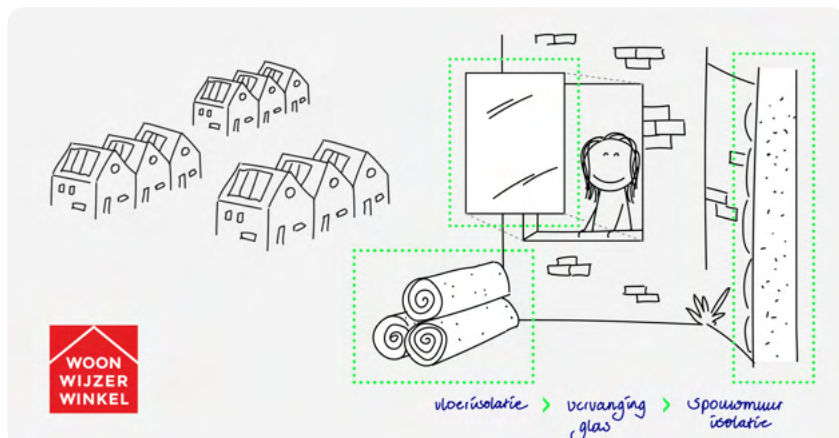 WOON
WIJZER
WINKEL
vloerisolatie > vervanging > spouwmuur
glas isolatie